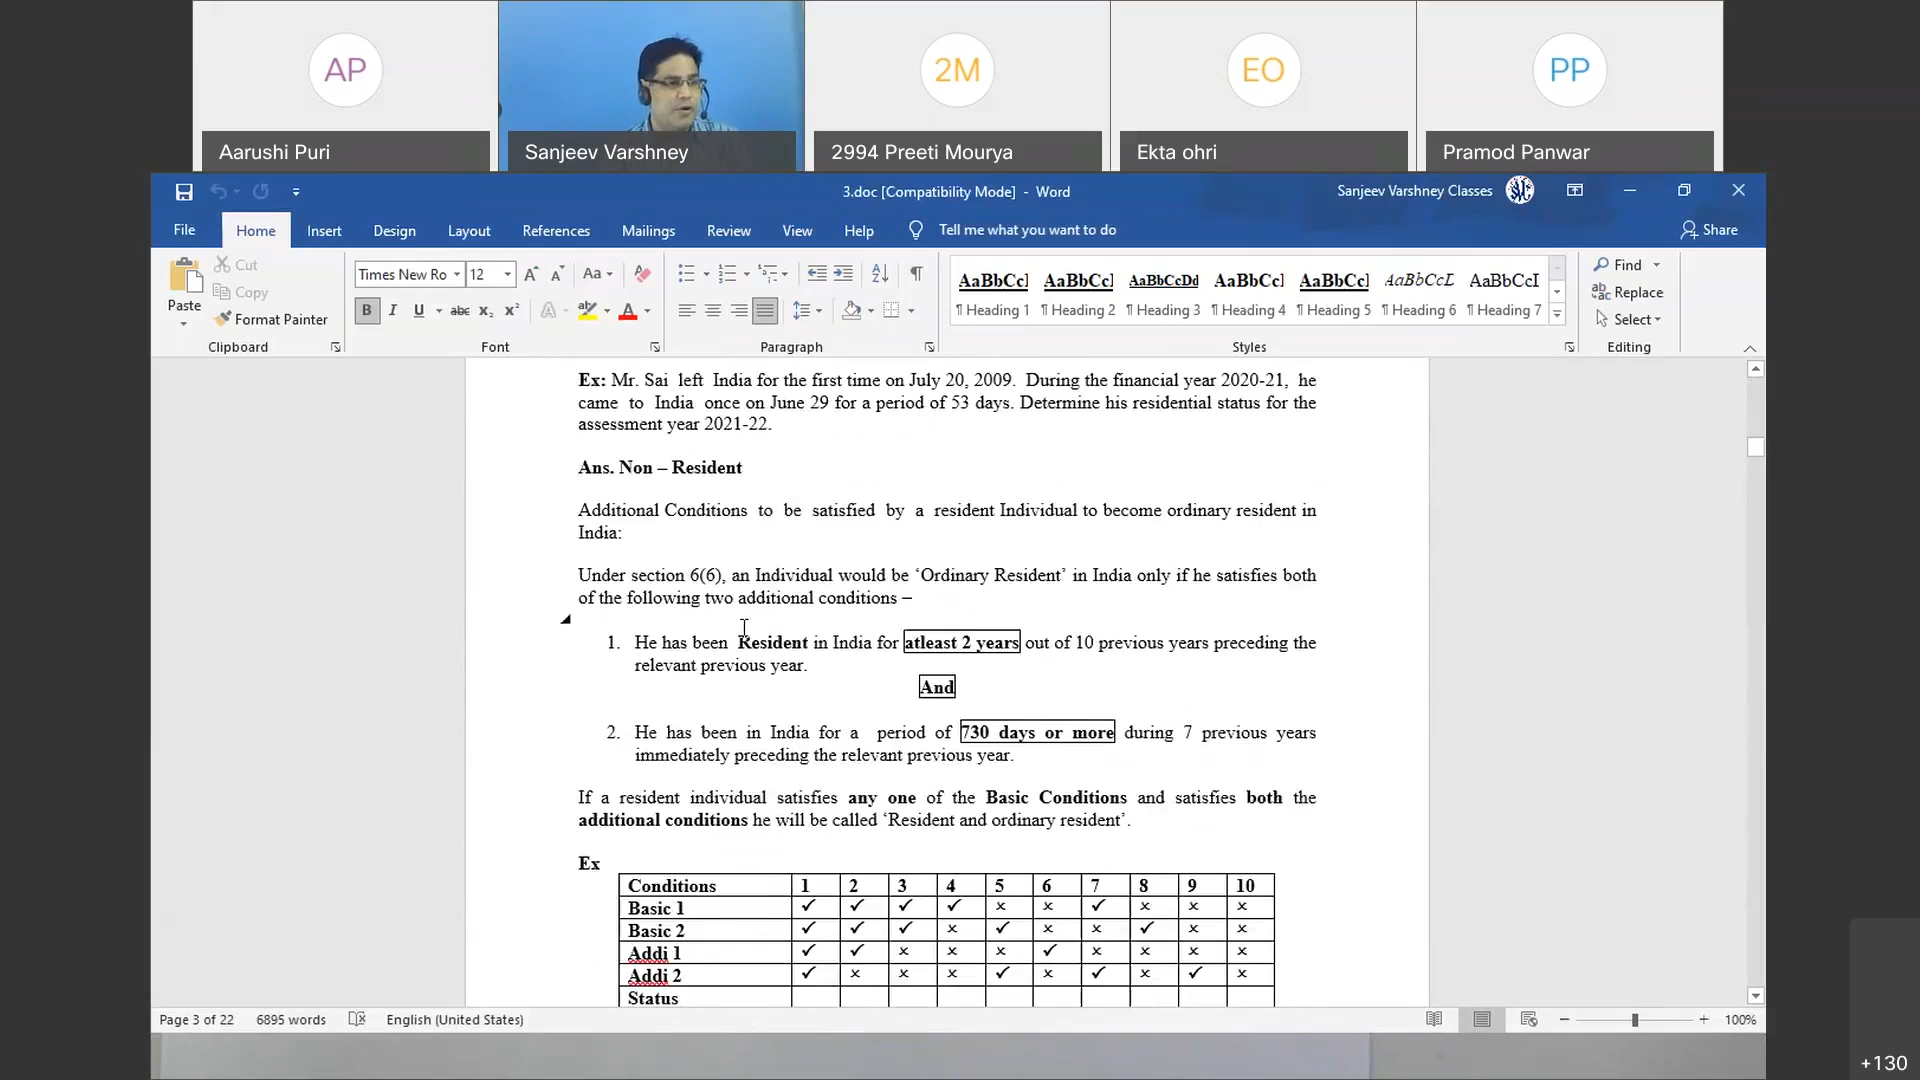 AP
2M
EO
PP
Aarushi Puri
Sanjeev Varshney
2994 Preeti Mourya
Ekta ohri
Pramod Panwar
3.doc [Compatibility Mode] - Word
Sanjeev Varshney Classes
File Home Insert Design Layout References Mailings Review View Help Tell me what you want to do Share
Paste
Cut
Copy
Format Painter
Clipboard
Times New Ro 12
Aa
B I U abc x₂ x² A A
Font
Paragraph
AaBbCcI AaBbCcI AaBbCcDd AaBbCcI AaBbCcI AaBbCcL AaBbCcI
¶ Heading 1 ¶ Heading 2 ¶ Heading 3 ¶ Heading 4 ¶ Heading 5 ¶ Heading 6 ¶ Heading 7
Styles
Find
Replace
Select
Editing
Ex: Mr. Sai left India for the first time on July 20, 2009. During the financial year 2020-21, he
came to India once on June 29 for a period of 53 days. Determine his residential status for the
assessment year 2021-22.
Ans. Non – Resident
Additional Conditions to be satisfied by a resident Individual to become ordinary resident in
India:
Under section 6(6), an Individual would be ‘Ordinary Resident’ in India only if he satisfies both
of the following two additional conditions –
1. He has been Resident in India for atleast 2 years out of 10 previous years preceding the
relevant previous year.
And
2. He has been in India for a period of 730 days or more during 7 previous years
immediately preceding the relevant previous year.
If a resident individual satisfies any one of the Basic Conditions and satisfies both the
additional conditions he will be called ‘Resident and ordinary resident’.
Ex
Conditions 1 2 3 4 5 6 7 8 9 10
Basic 1 ✓ ✓ ✓ ✓ x x ✓ x x x
Basic 2 ✓ ✓ ✓ x ✓ x x ✓ x x
Addi 1 ✓ ✓ x x x ✓ x x x x
Addi 2 ✓ x x x ✓ x ✓ x ✓ x
Status
Page 3 of 22 6895 words English (United States) 100%
+130